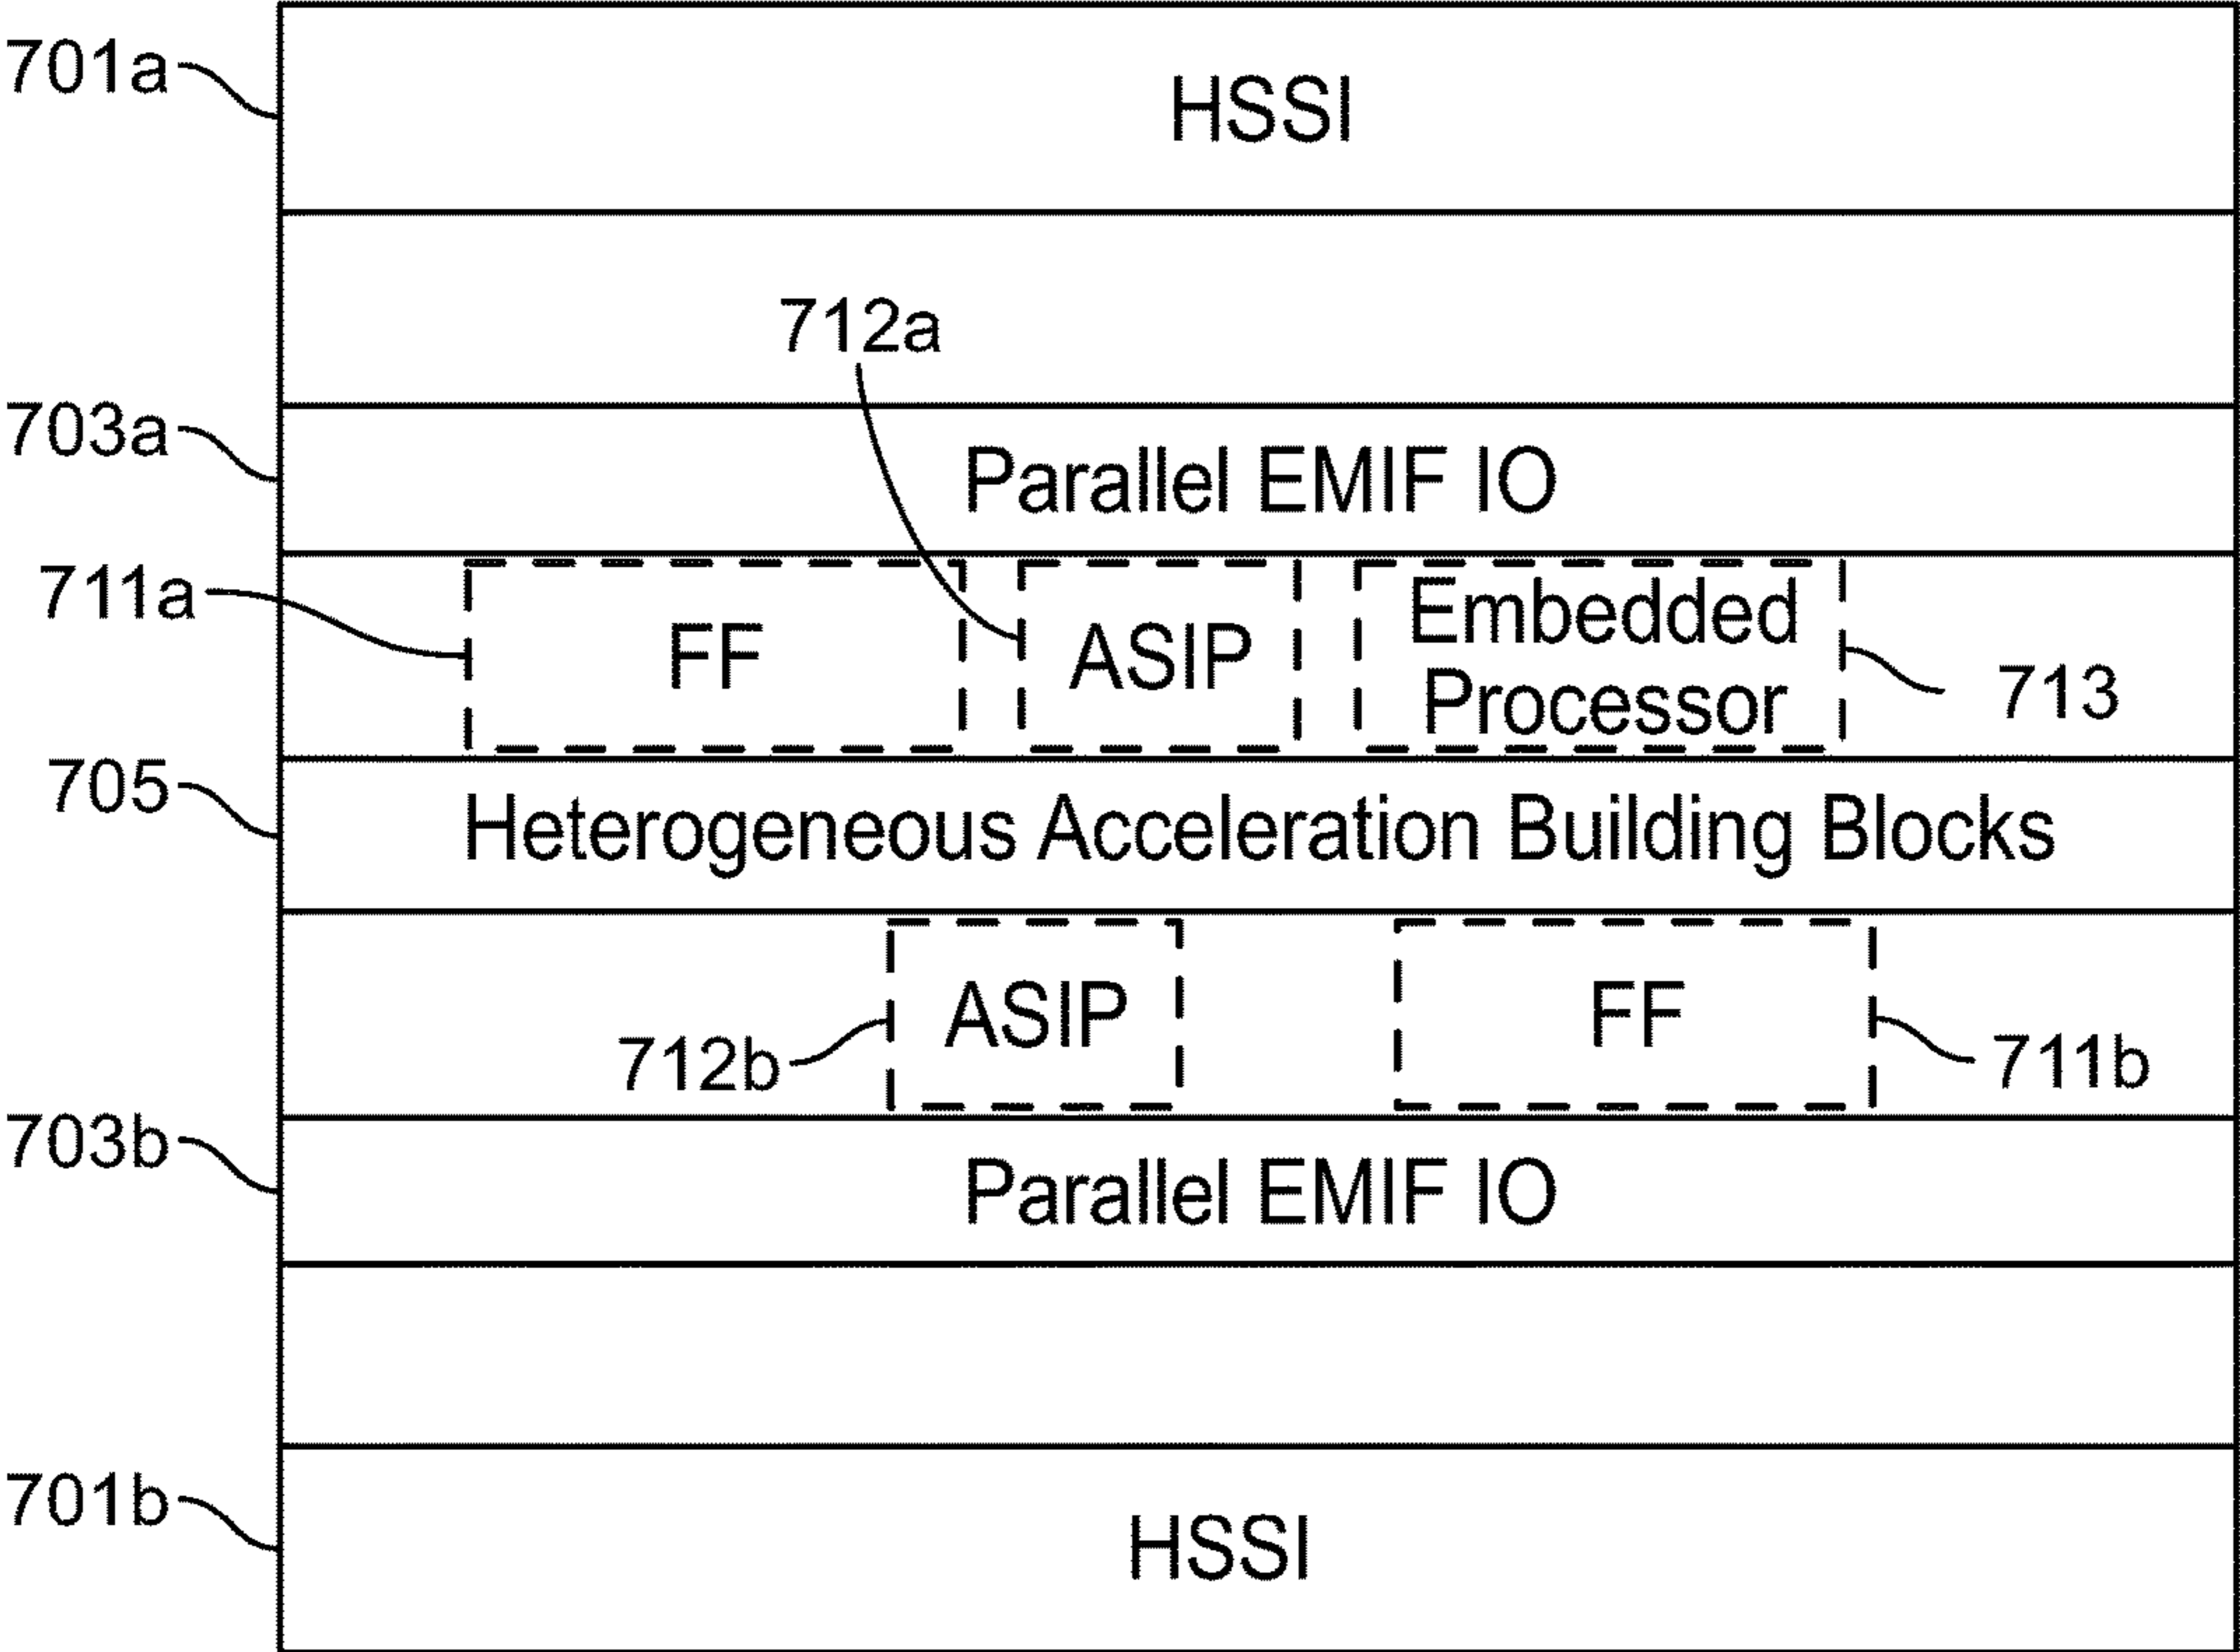 701a
HSSI
712a
703a
Parallel EMIF IO
711a
FF
ASIP
Embedded
Processor
713
705
Heterogeneous Acceleration Building Blocks
712b
ASIP
FF
711b
703b
Parallel EMIF IO
701b
HSSI